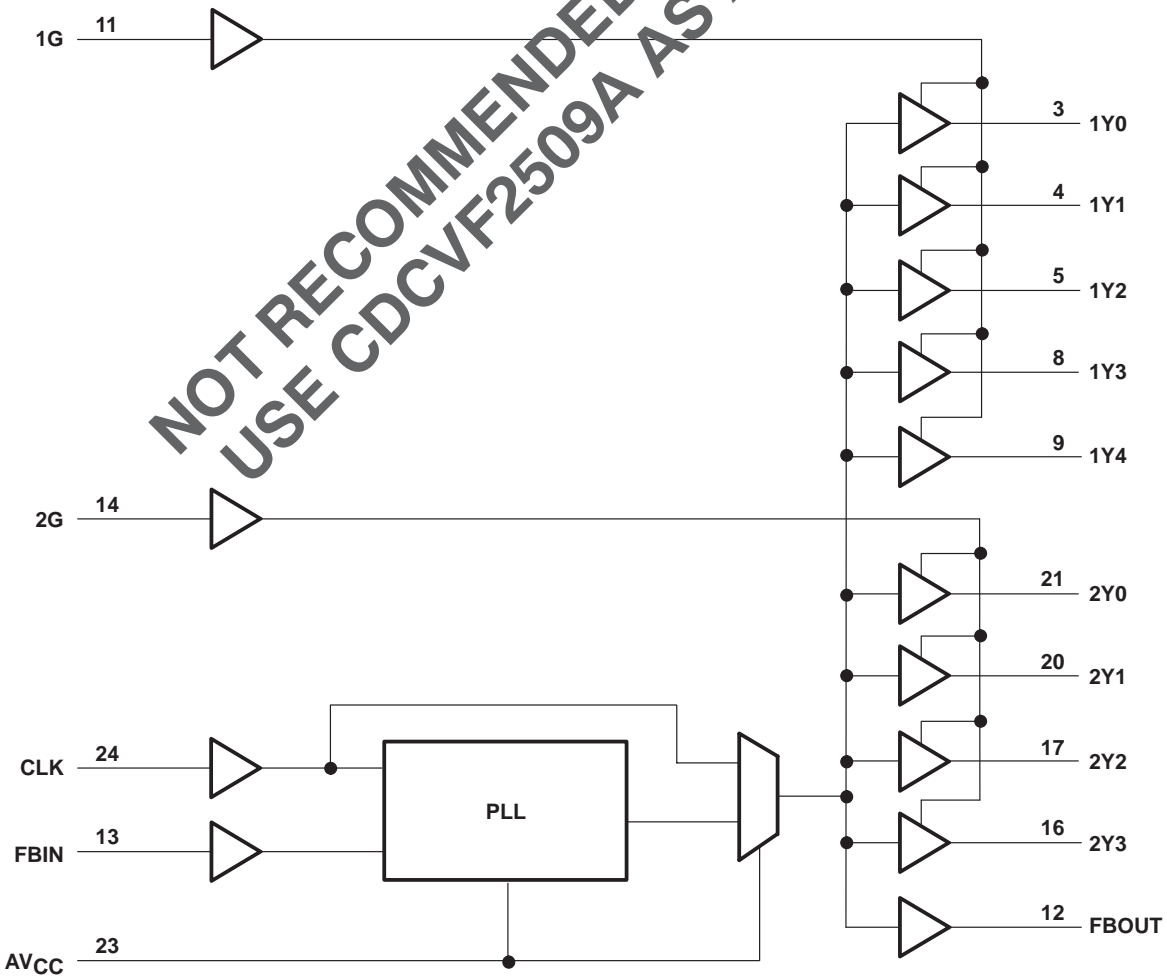 NOT RECOMMENDED
USE CDCVF2509A AS
1G 11
3 1Y0
4 1Y1
5 1Y2
8 1Y3
9 1Y4
2G 14
21 2Y0
20 2Y1
17 2Y2
16 2Y3
12 FBOUT
CLK 24
FBIN 13
PLL
AVCC 23